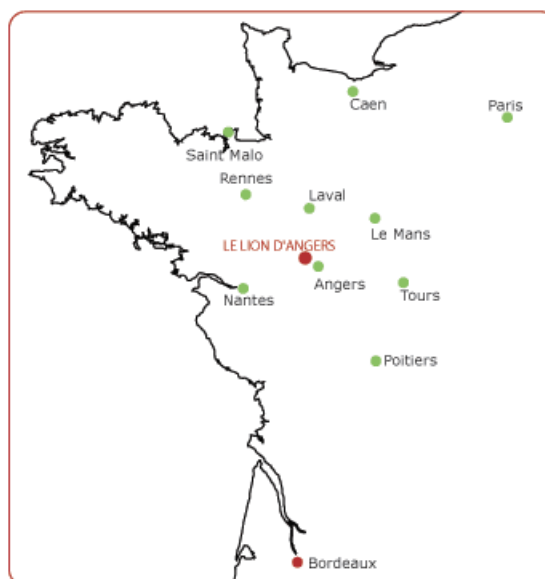 Caen
Paris
Saint Malo
Rennes
Laval
Le Mans
LE LION D'ANGERS
Angers
Tours
Nantes
Poitiers
Bordeaux